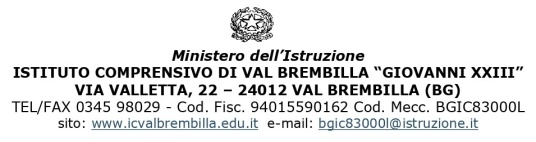 Ministero dell’Istruzione
ISTITUTO COMPRENSIVO DI VAL BREMBILLA “GIOVANNI XXIII”
VIA VALLETTA, 22 – 24012 VAL BREMBILLA (BG)
TEL/FAX 0345 98029 - Cod. Fisc. 94015590162 Cod. Mecc. BGIC83000L
sito: www.icvalbrembilla.edu.it e-mail: bgic83000l@istruzione.it